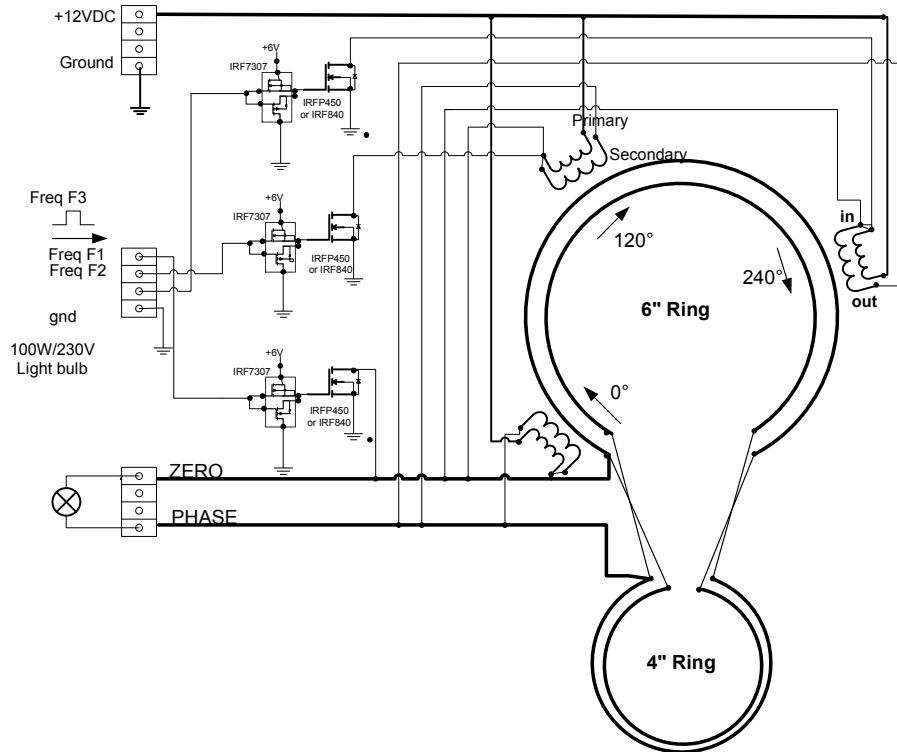 +12VDC
Ground
+6V
IRF7307
IRFP450
or IRF840
Primary
Secondary
Freq F3
Freq F1
Freq F2
gnd
100W/230V
Light bulb
+6V
IRF7307
IRFP450
or IRF840
120°
240°
6" Ring
in
out
+6V
IRF7307
IRFP450
or IRF840
0°
ZERO
PHASE
4" Ring